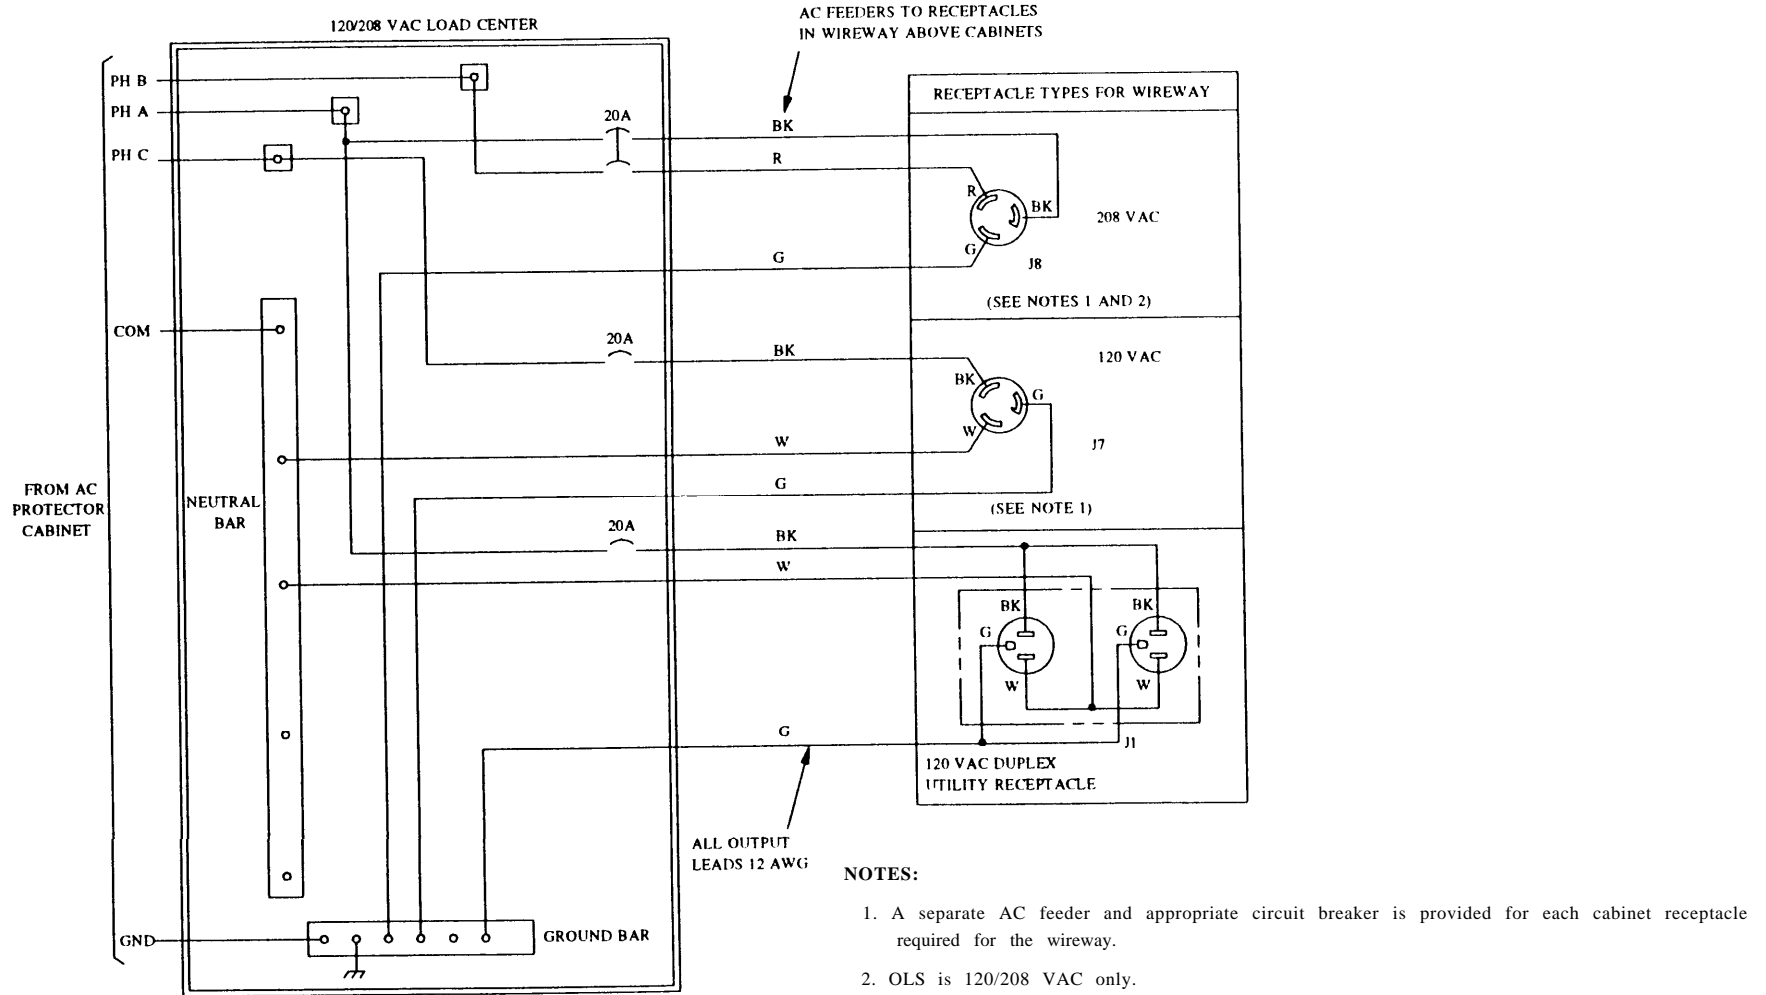 120/208 VAC LOAD CENTER
AC FEEDERS TO RECEPTACLES
IN WIREWAY ABOVE CABINETS
PH B
PH A
PH C
20A
BK
R
RECEPTACLE TYPES FOR WIREWAY
R
BK
208 VAC
G
G
J8
(SEE NOTES 1 AND 2)
COM
20A
BK
120 VAC
BK
G
W
W
J7
G
(SEE NOTE 1)
FROM AC
PROTECTOR
CABINET
NEUTRAL
BAR
20A
BK
W
BK
BK
G
G
W
W
G
J1
120 VAC DUPLEX
UTILITY RECEPTACLE
ALL OUTPUT
LEADS 12 AWG
GND
GROUND BAR
NOTES:
1. A separate AC feeder and appropriate circuit breaker is provided for each cabinet receptacle
required for the wireway.
2. OLS is 120/208 VAC only.